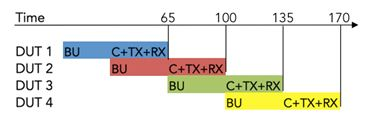 Time 65 100 135 170
DUT 1 BU C+TX+RX
DUT 2 BU C+TX+RX
DUT 3 BU C+TX+RX
DUT 4 BU C+TX+RX